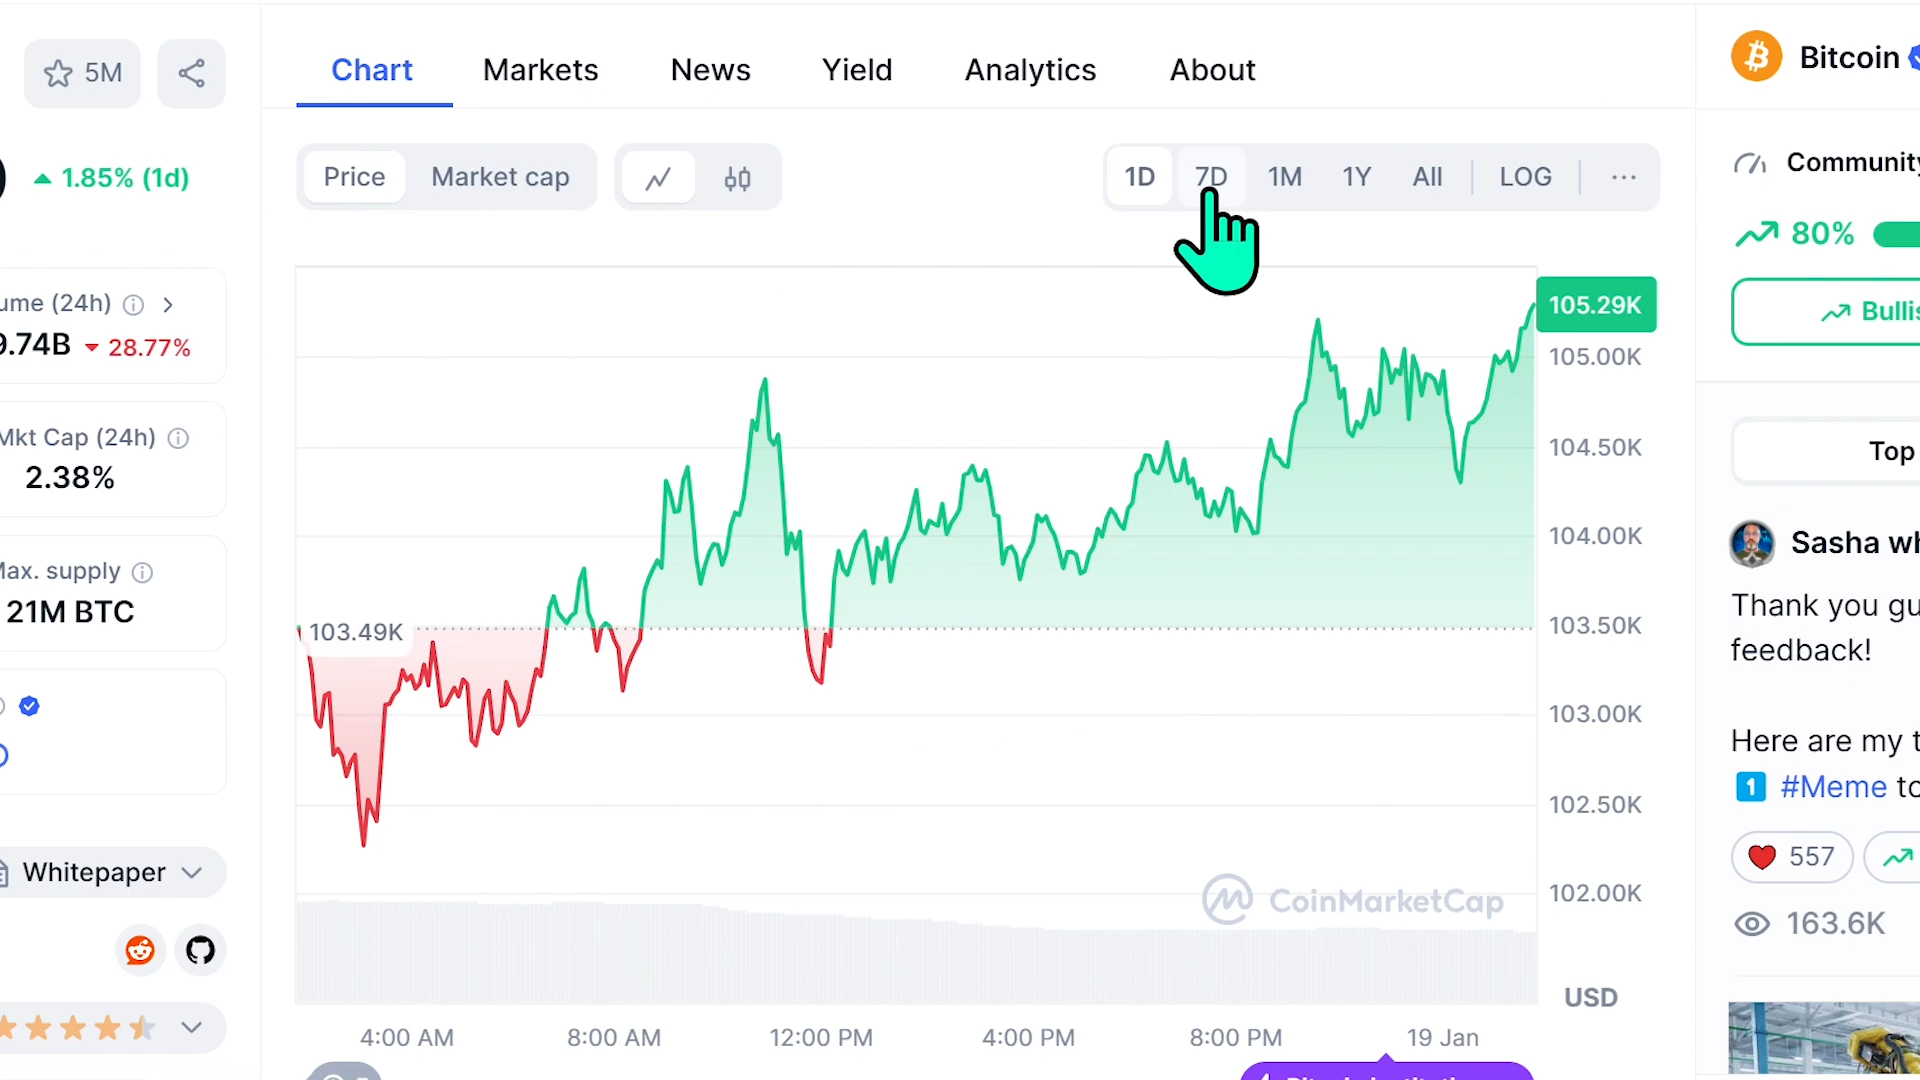 5M
Chart Markets News Yield Analytics About
Bitcoin
1.85% (1d)
Price Market cap
1D 7D 1M 1Y All LOG ...
Community
80%
Bullis
ume (24h)
9.74B 28.77%
Mkt Cap (24h)
2.38%
Max. supply
21M BTC
105.29K
105.00K
104.50K
104.00K
103.50K
103.00K
102.50K
102.00K
103.49K
CoinMarketCap
USD
4:00 AM 8:00 AM 12:00 PM 4:00 PM 8:00 PM 19 Jan
Whitepaper
Top
Sasha wh
Thank you gu
feedback!
Here are my t
1 #Meme to
557
163.6K